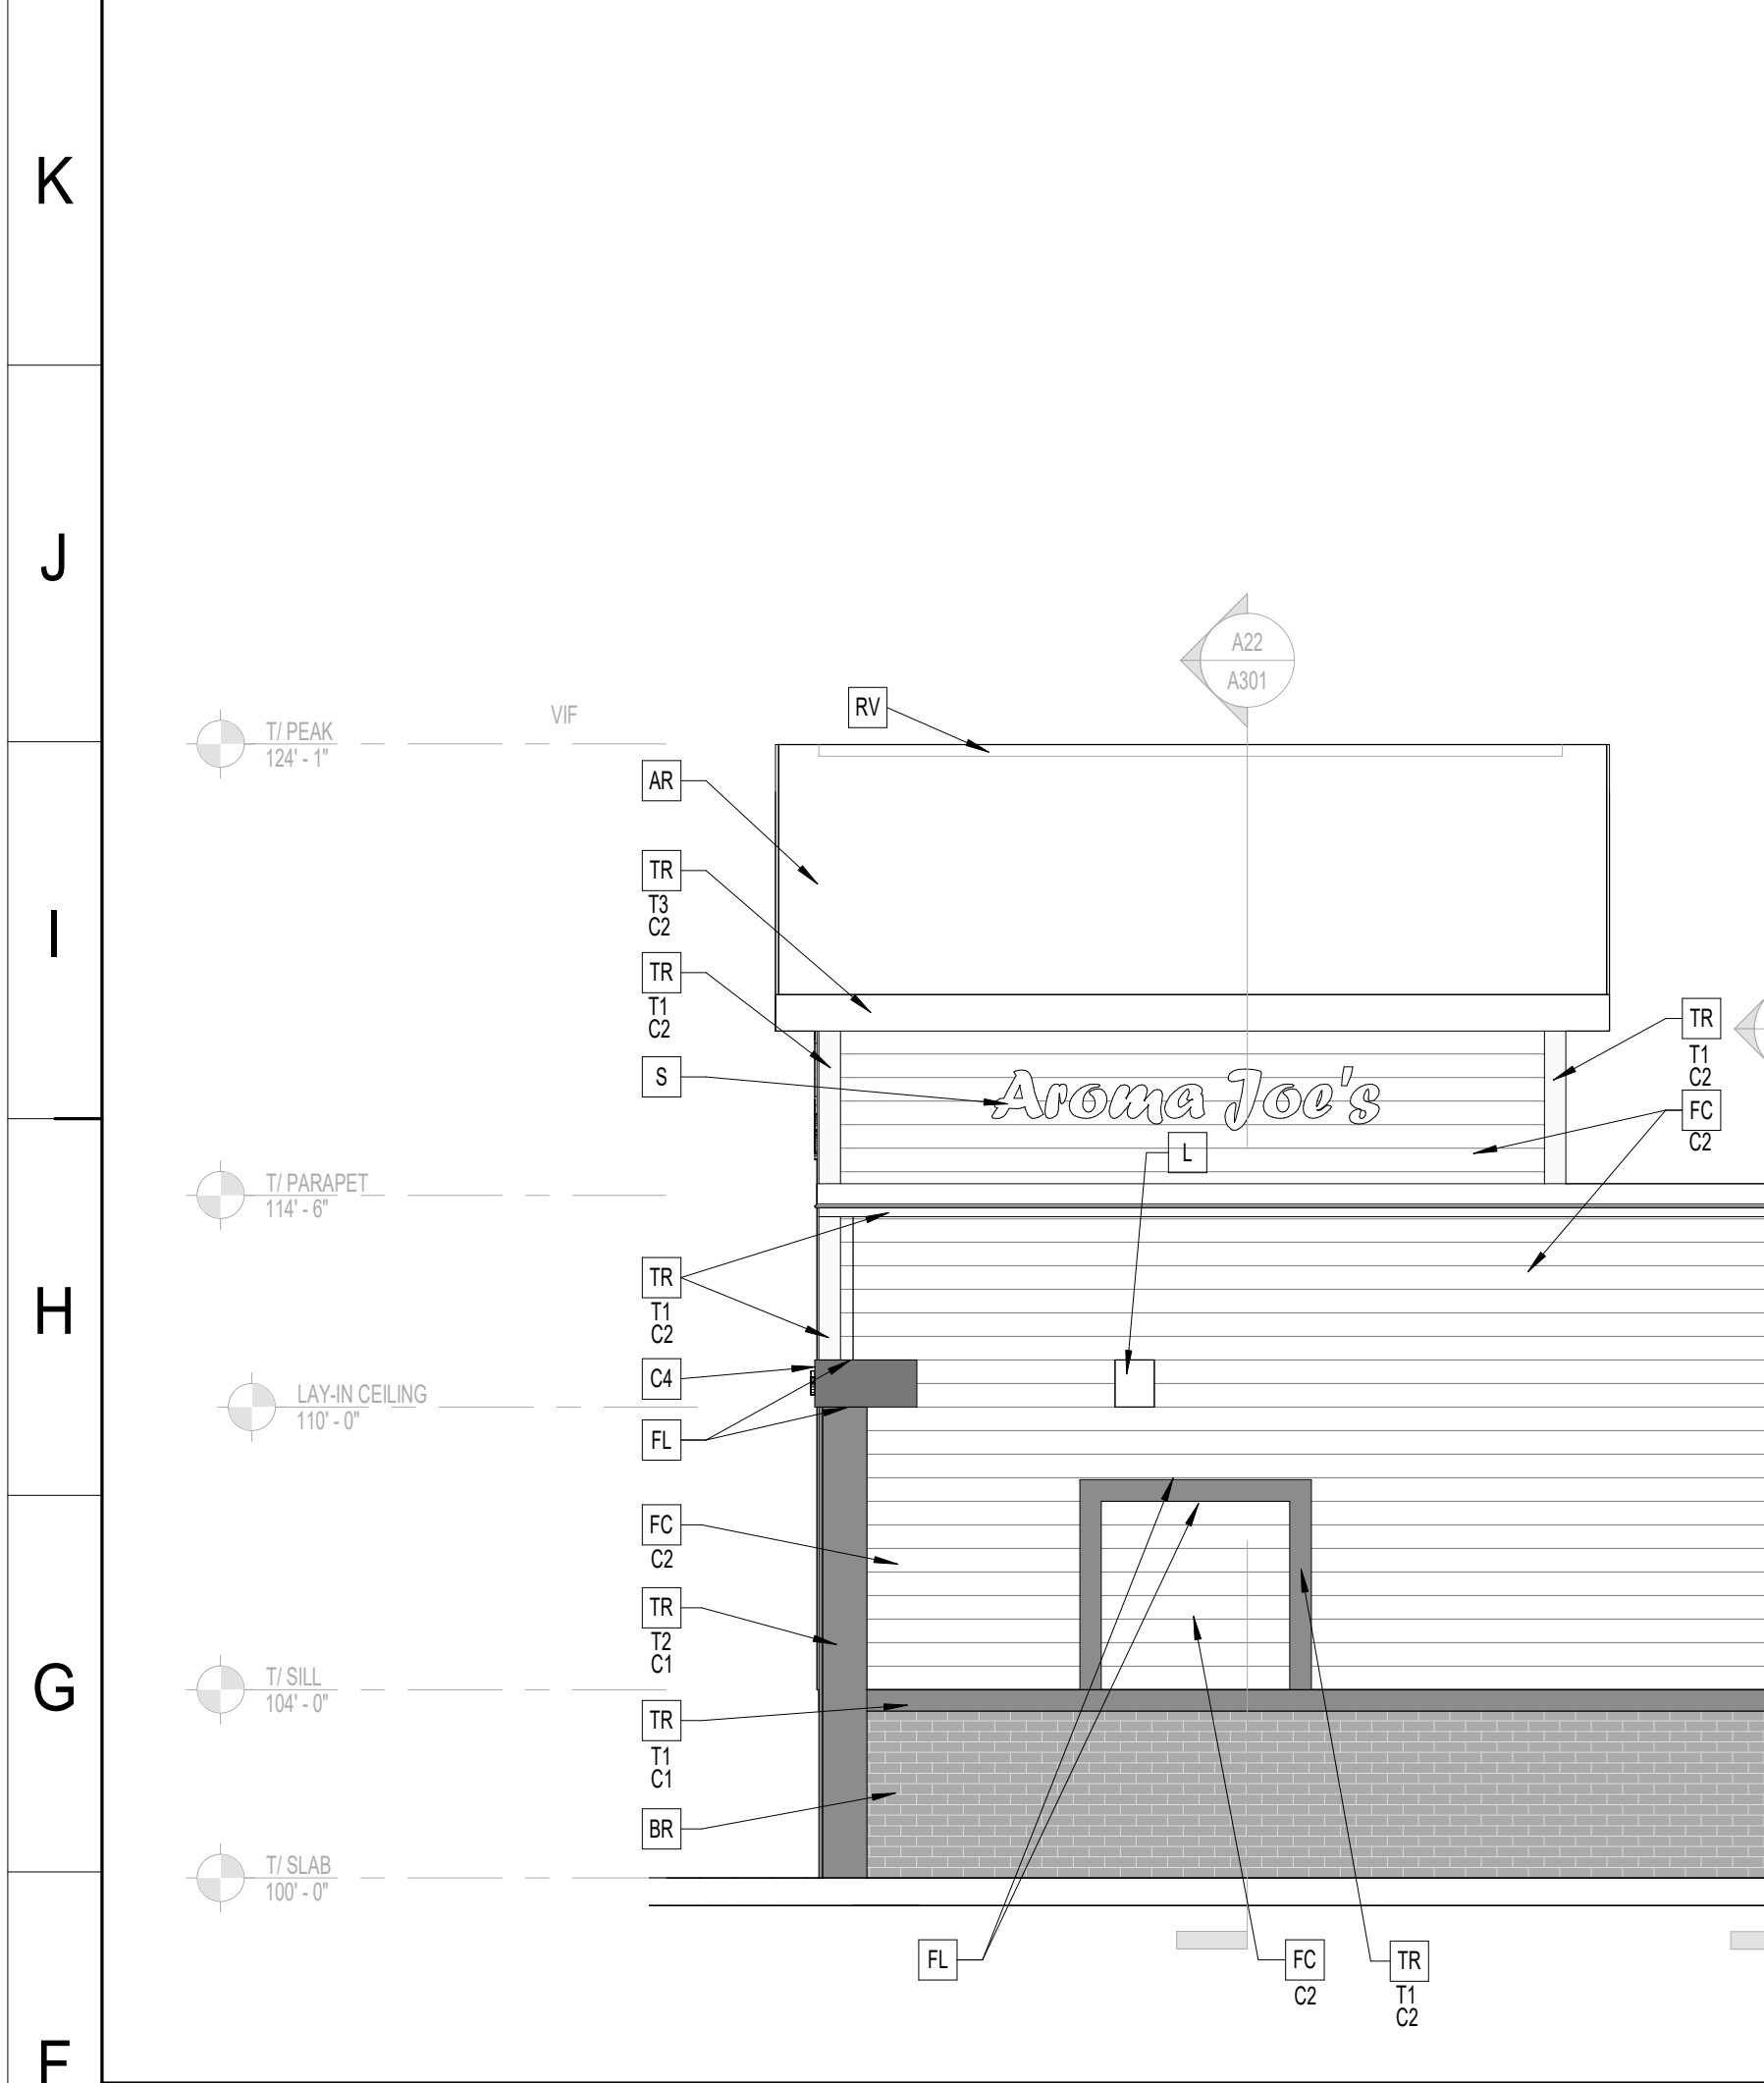 K
J
I
H
G
F
A22
A301
T/ PEAK
124' - 1"
VIF
RV
AR
TR
T3
C2
TR
T1
C2
S
Aroma Joe's
TR
T1
C2
FC
C2
L
T/ PARAPET
114' - 6"
TR
T1
C2
C4
LAY-IN CEILING
110' - 0"
FL
FC
C2
TR
T2
C1
T/ SILL
104' - 0"
TR
T1
C1
BR
T/ SLAB
100' - 0"
FL
FC
C2
TR
T1
C2